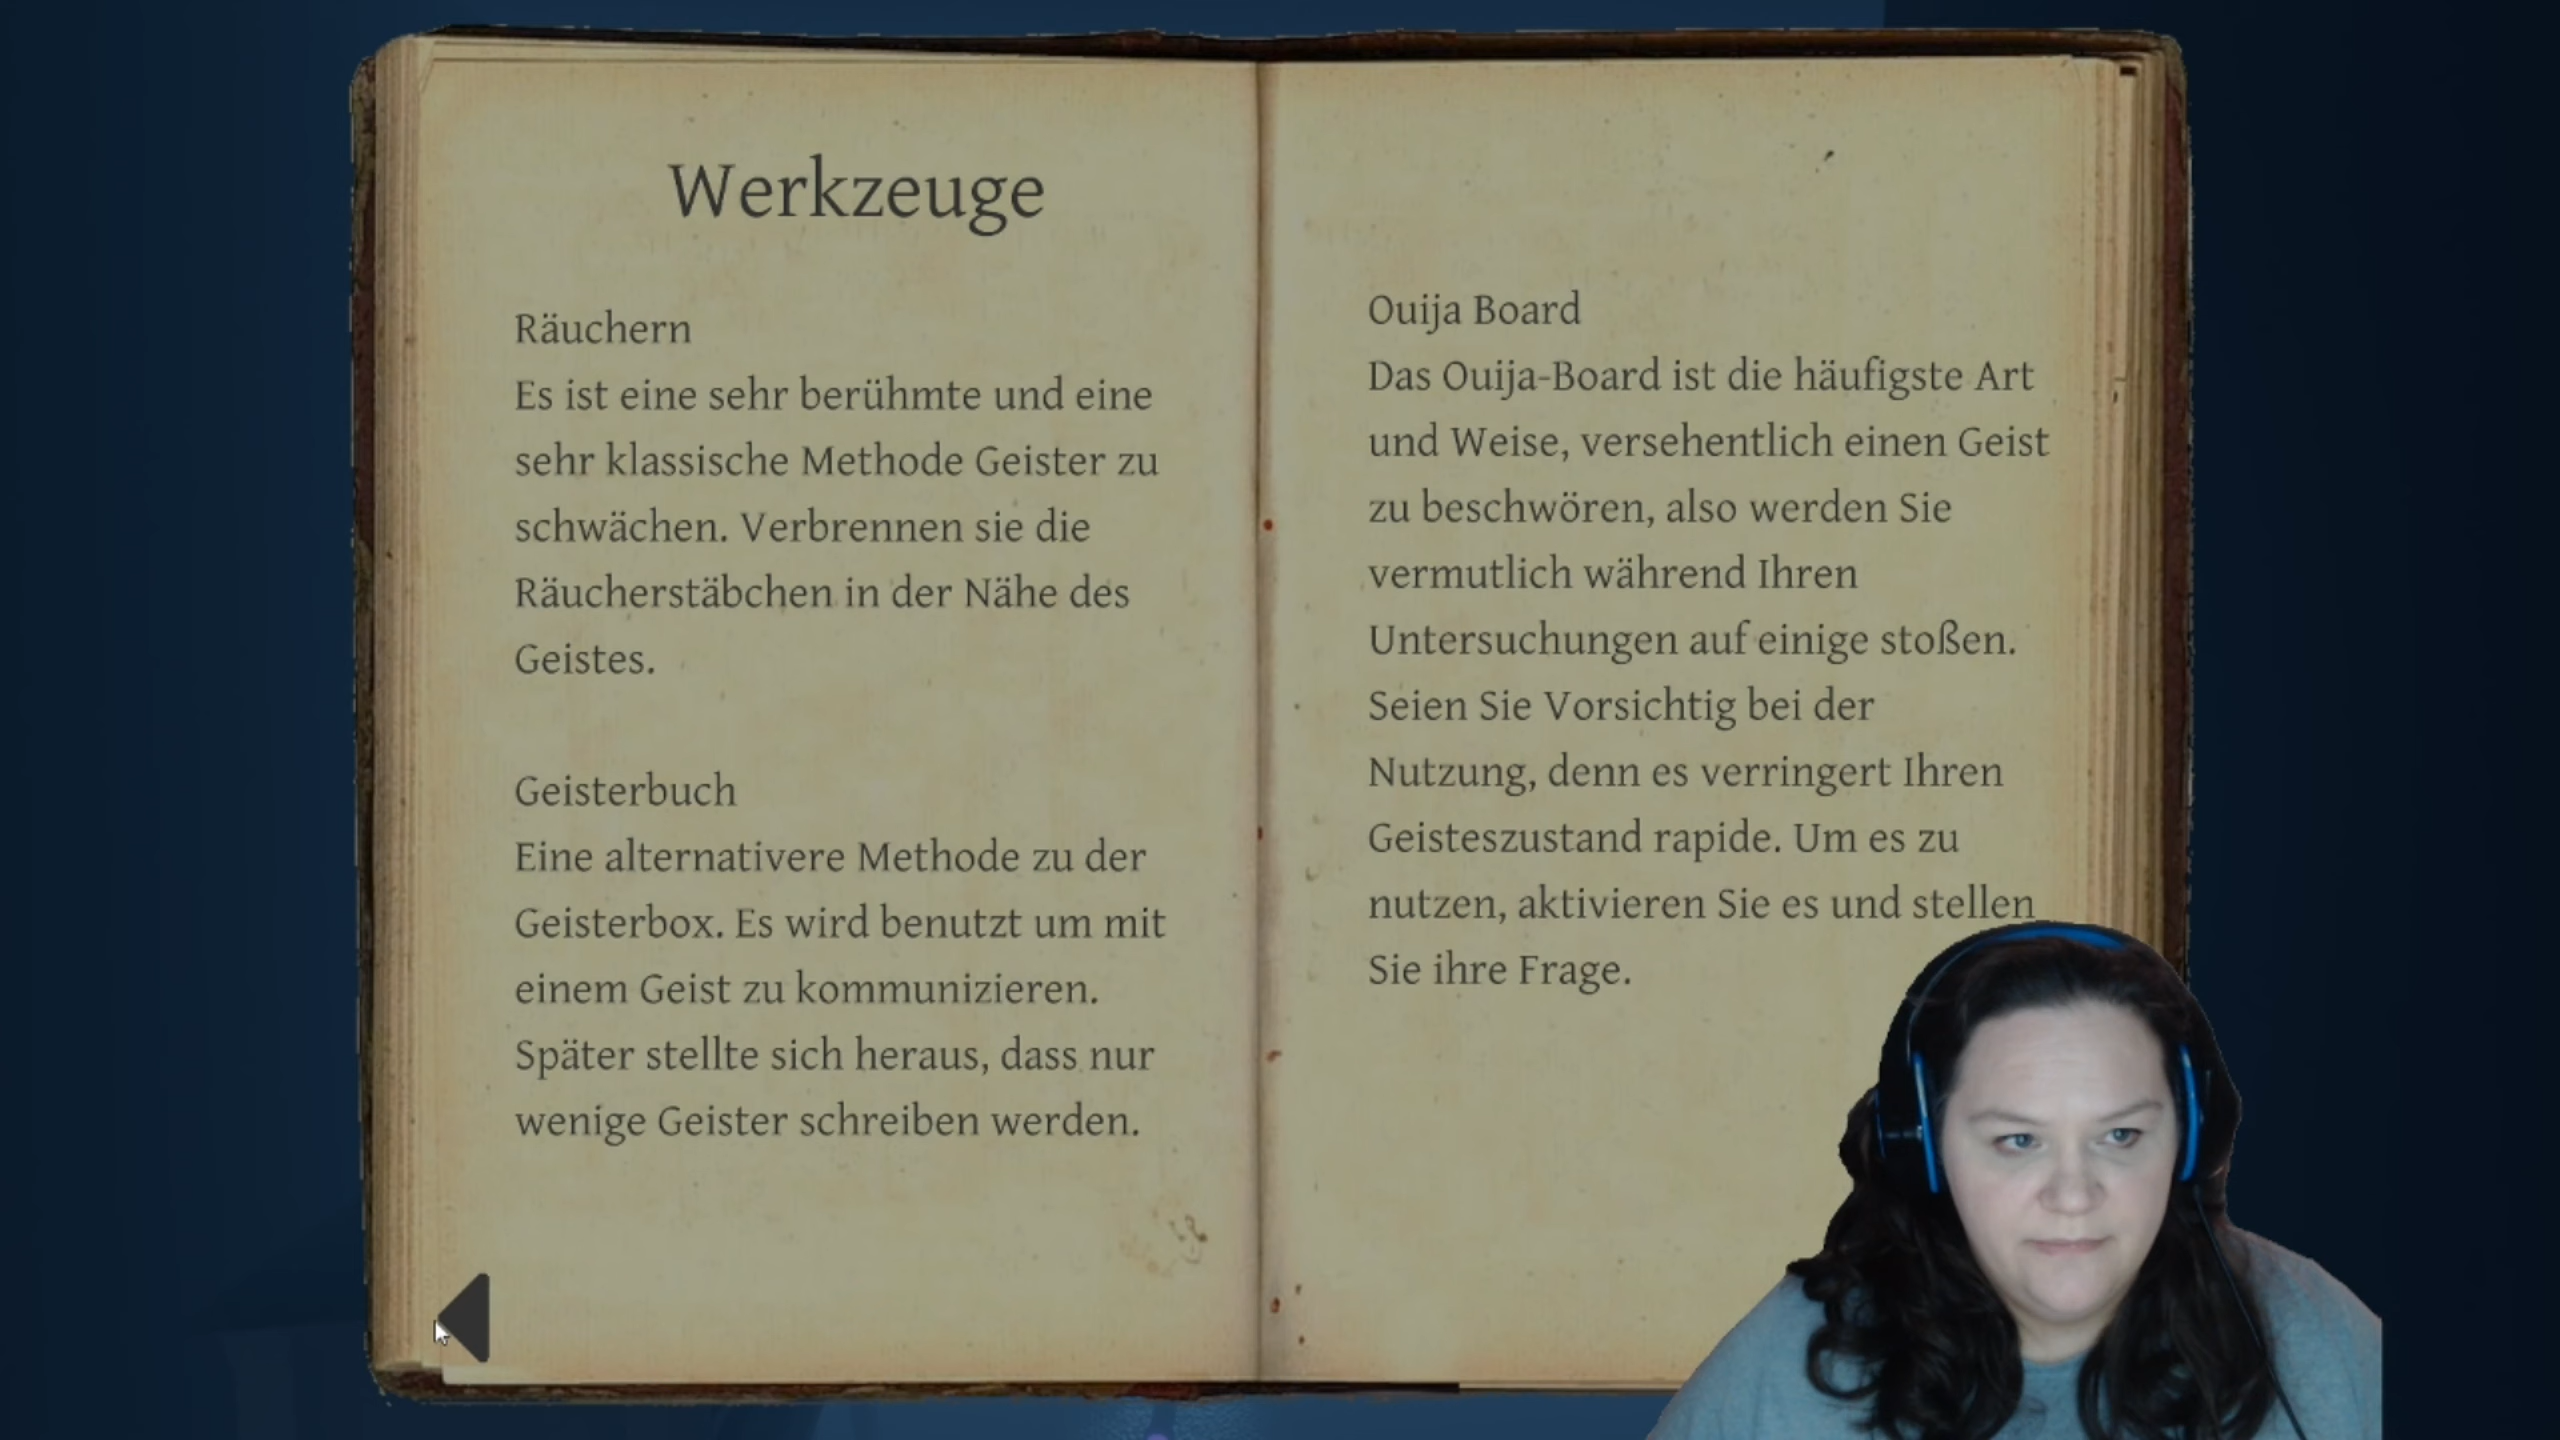 Werkzeuge
Räuchern
Es ist eine sehr berühmte und eine
sehr klassische Methode Geister zu
schwächen. Verbrennen sie die
Räucherstäbchen in der Nähe des
Geistes.
Geisterbuch
Eine alternativere Methode zu der
Geisterbox. Es wird benutzt um mit
einem Geist zu kommunizieren.
Später stellte sich heraus, dass nur
wenige Geister schreiben werden.
Ouija Board
Das Ouija-Board ist die häufigste Art
und Weise, versehentlich einen Geist
zu beschwören, also werden Sie
vermutlich während Ihren
Untersuchungen auf einige stoßen.
Seien Sie Vorsichtig bei der
Nutzung, denn es verringert Ihren
Geisteszustand rapide. Um es zu
nutzen, aktivieren Sie es und stellen
Sie ihre Frage.